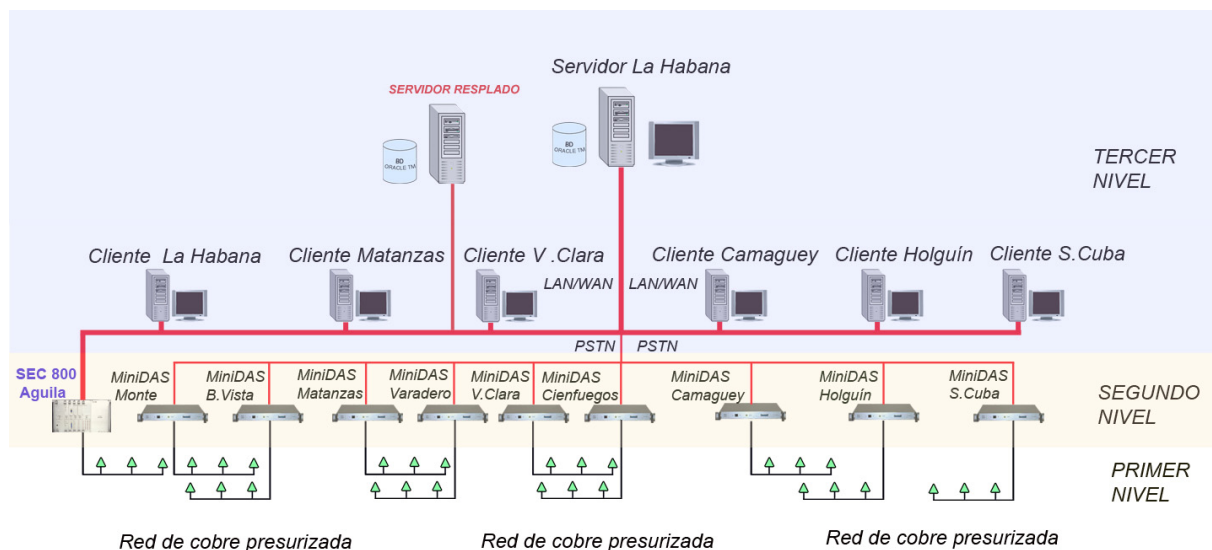 Servidor La Habana
SERVIDOR RESPLADO
BD
ORACLE TM
BD
ORACLE TM
TERCER
NIVEL
Cliente La Habana
Cliente Matanzas
Cliente V .Clara
Cliente Camaguey
Cliente Holguín
Cliente S.Cuba
LAN/WAN
LAN/WAN
PSTN
PSTN
SEC 800
Aguila
MiniDAS
Monte
MiniDAS
B.Vista
MiniDAS
Matanzas
MiniDAS
Varadero
MiniDAS
V.Clara
MiniDAS
Cienfuegos
MiniDAS
Camaguey
MiniDAS
Holguín
MiniDAS
S.Cuba
SEGUNDO
NIVEL
PRIMER
NIVEL
Red de cobre presurizada
Red de cobre presurizada
Red de cobre presurizada